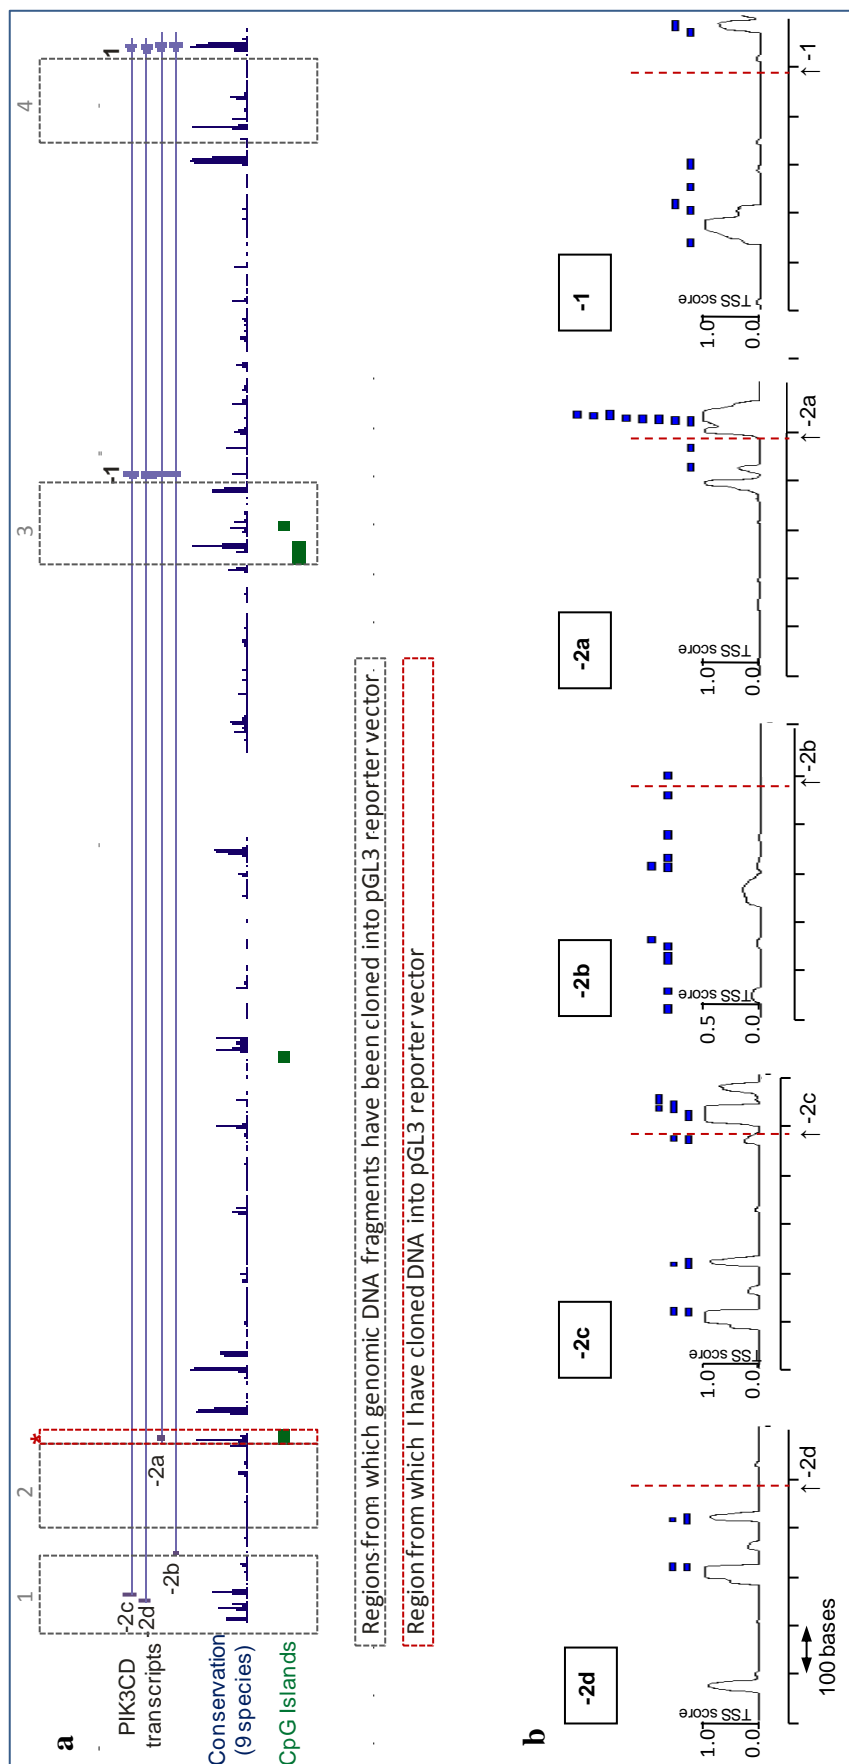 a
1
2
*
3
4
PIK3CD
transcripts
-2c
-2d
-2b
-2a
-1
1
Conservation
(9 species)
CpG Islands
Regions from which genomic DNA fragments have been cloned into pGL3 reporter vector
Region from which I have cloned DNA into pGL3 reporter vector
b
-2d
-2c
-2b
-2a
-1
1.0
0.0
TSS score
1.0
0.0
TSS score
0.5
0.0
TSS score
1.0
0.0
TSS score
1.0
0.0
TSS score
100 bases
↑-2d
↑-2c
↑-2b
↑-2a
↑-1